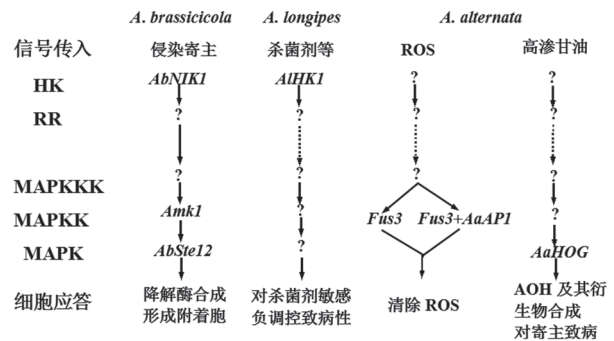 A. brassicicola A. longipes A. alternata
信号传入 侵染寄主 杀菌剂等 ROS 高渗甘油
HK AbNIK1 AlHK1 ? ?
RR ? ? ? ?
MAPKKK ? ? ? ?
MAPKK Amk1 ? Fus3 Fus3+AaAP1 ?
MAPK AbSte12 ? AaHOG
细胞应答 降解酶合成 对杀菌剂敏感 清除 ROS AOH 及其衍
形成附着胞 负调控致病性 生物合成
对寄主致病